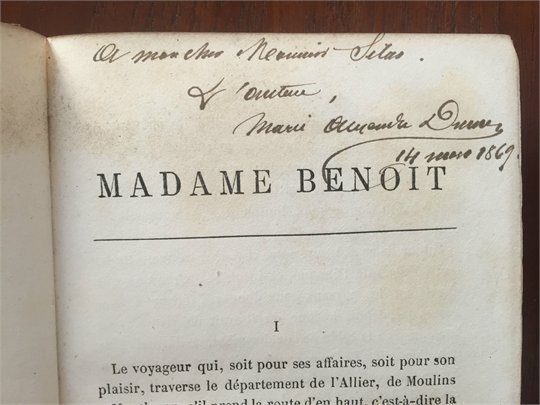 A mon cher Meunier Silas.
L'auteur,
Marie Alexandre Dumas
14 mars 1869.
MADAME BENOIT
I
Le voyageur qui, soit pour ses affaires, soit pour son
plaisir, traverse le département de l'Allier, de Moulins
s'il prend la route d'en haut, c'est-à-dire la